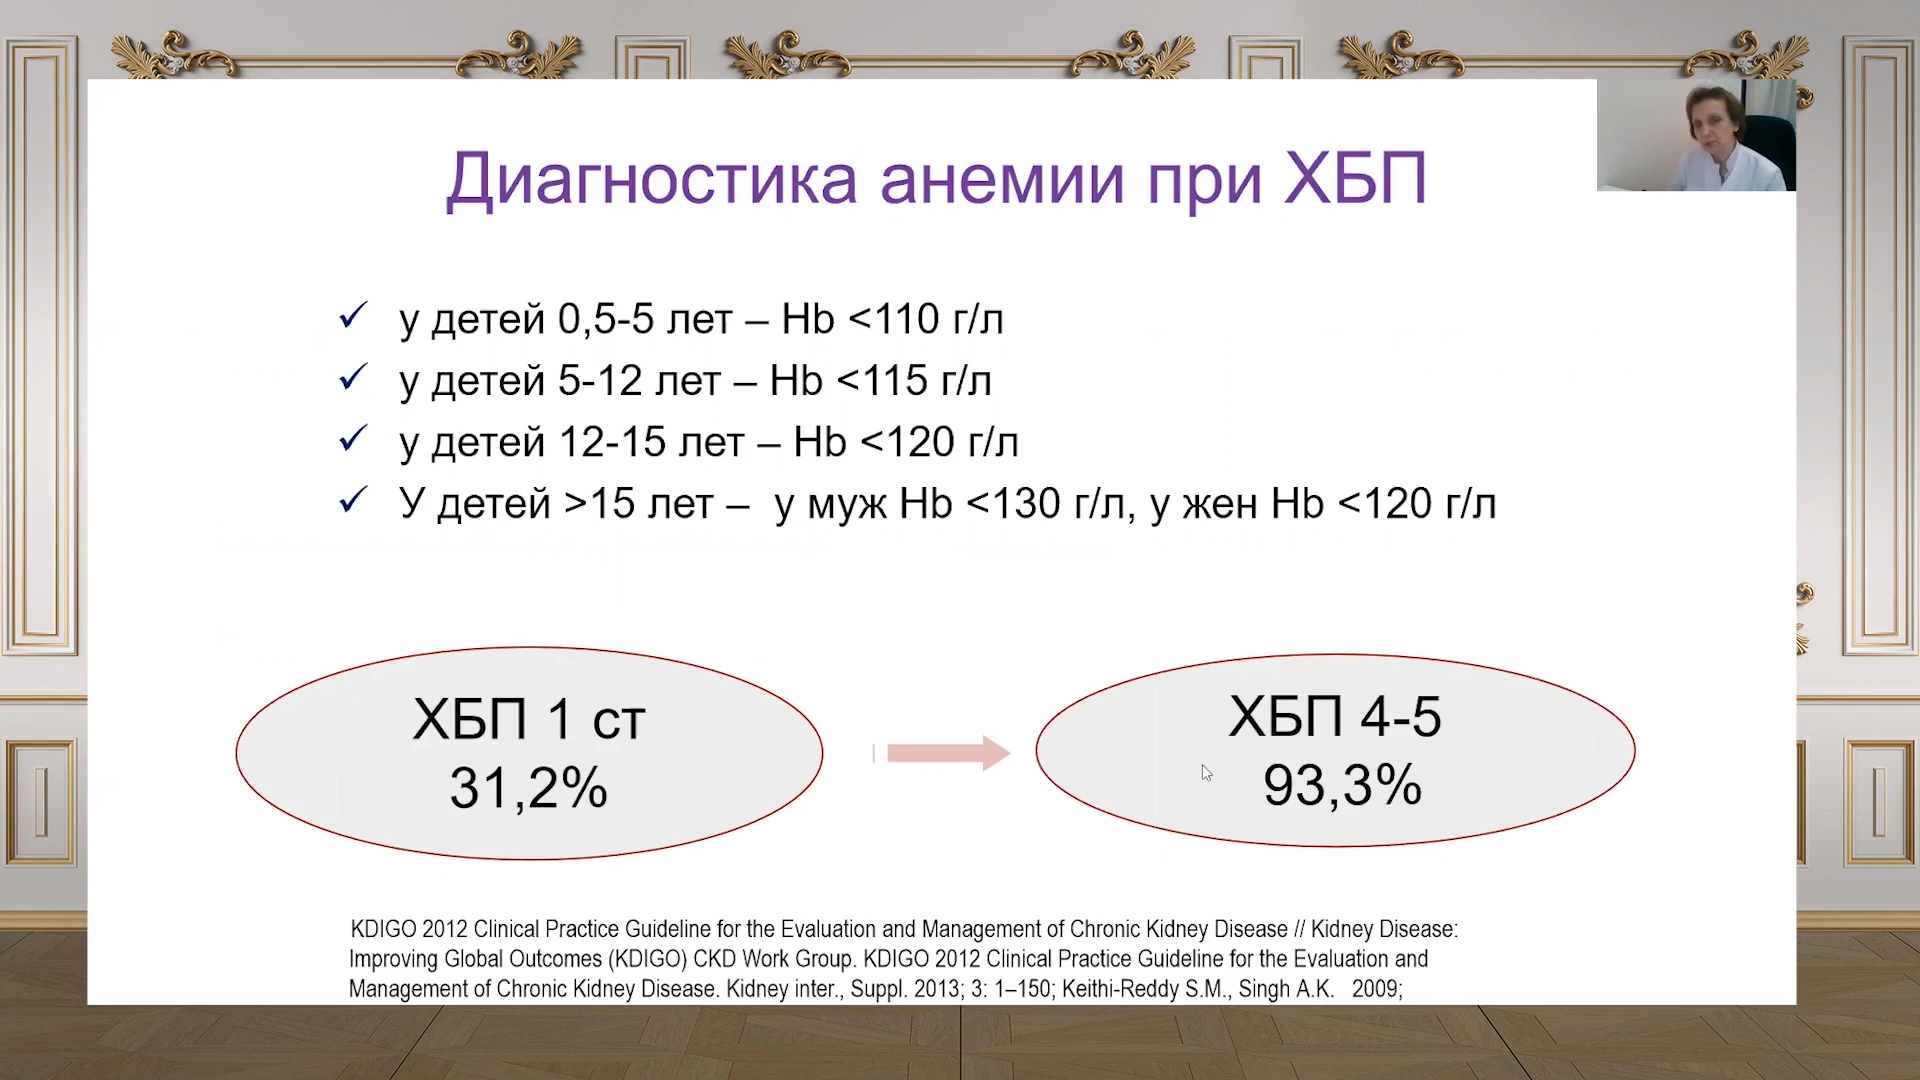 Диагностика анемии при ХБП
у детей 0,5-5 лет – Hb <110 г/л
у детей 5-12 лет – Hb <115 г/л
у детей 12-15 лет – Hb <120 г/л
У детей >15 лет – у муж Hb <130 г/л, у жен Hb <120 г/л
ХБП 1 ст
31,2%
ХБП 4-5
93,3%
KDIGO 2012 Clinical Practice Guideline for the Evaluation and Management of Chronic Kidney Disease // Kidney Disease:
Improving Global Outcomes (KDIGO) CKD Work Group. KDIGO 2012 Clinical Practice Guideline for the Evaluation and
Management of Chronic Kidney Disease. Kidney inter., Suppl. 2013; 3: 1–150; Keithi-Reddy S.M., Singh A.K. 2009;